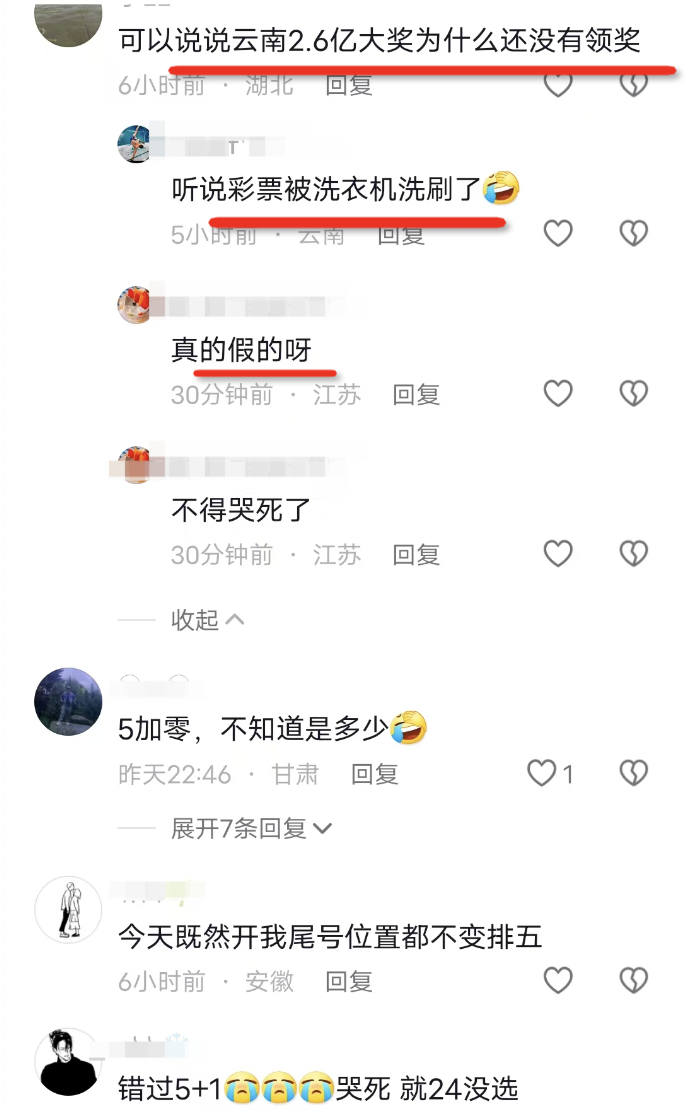 可以说说云南2.6亿大奖为什么还没有领奖
6小时前 · 湖北 回复
听说彩票被洗衣机洗刷了🤣
5小时前 · 云南 回复
真的假的呀
30分钟前 · 江苏 回复
不得哭死了
30分钟前 · 江苏 回复
收起
5加零，不知道是多少🤣
昨天22:46 · 甘肃 回复 1
展开7条回复
今天既然开我尾号位置都不变排五
6小时前 · 安徽 回复
错过5+1😭😭😭哭死 就24没选